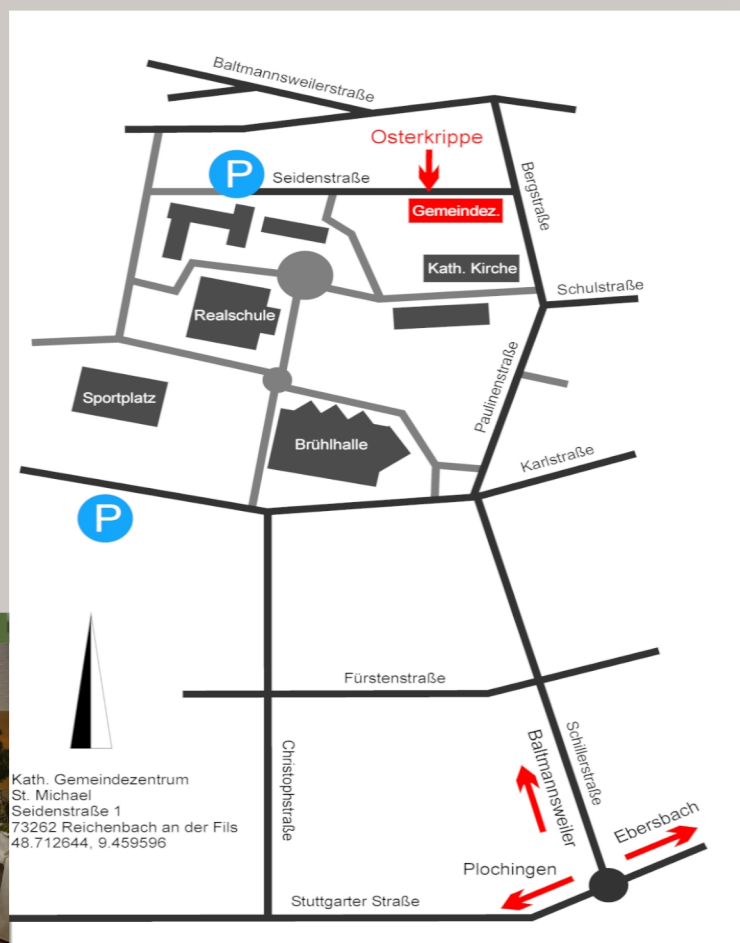 Baltmannsweilerstraße
Osterkrippe
P
Seidenstraße
Bergstraße
Gemeindez.
Kath. Kirche
Schulstraße
Realschule
Paulinenstraße
Sportplatz
Brühlhalle
Karlstraße
P
Fürstenstraße
Schillerstraße
Baltmannsweiler
Christophstraße
Kath. Gemeindezentrum
St. Michael
Seidenstraße 1
73262 Reichenbach an der Fils
48.712644, 9.459596
Ebersbach
Plochingen
Stuttgarter Straße